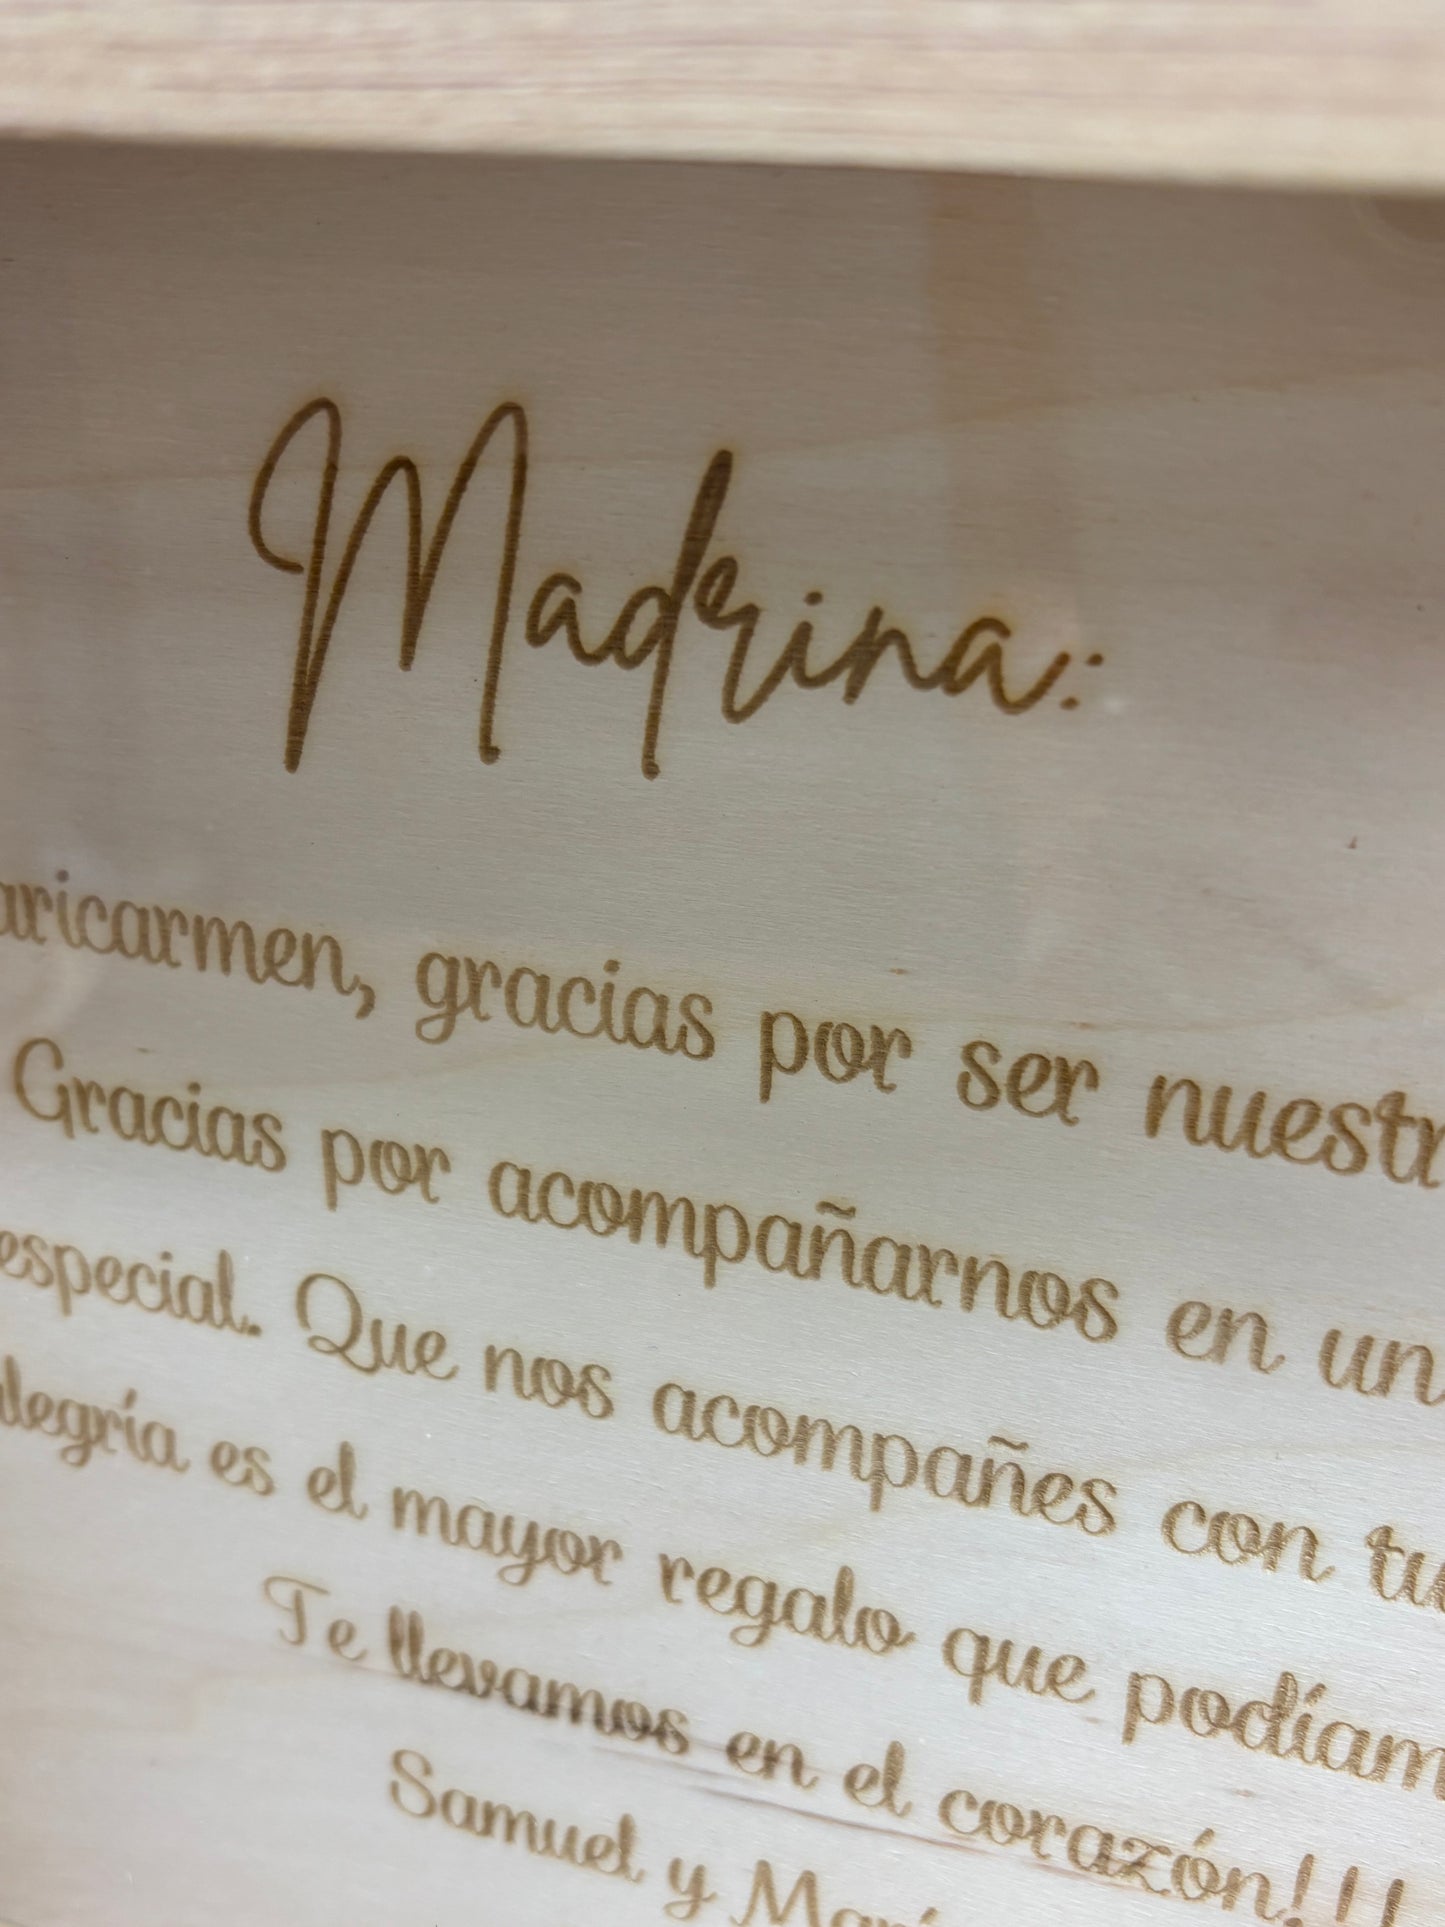 Madrina:
aricarmen, gracias por ser nuestr
Gracias por acompañarnos en un
especial. Que nos acompañes con tu
alegría es el mayor regalo que podíam
Te llevamos en el corazón!!!
Samuel y Marí